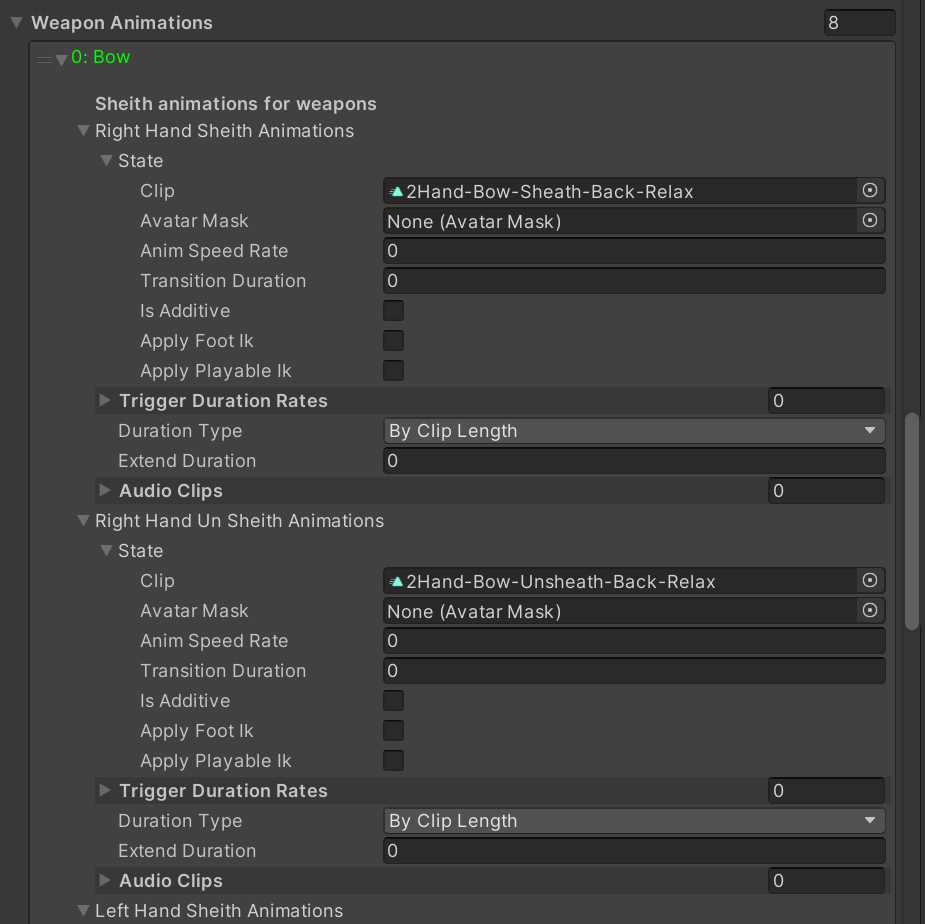 Weapon Animations 8
0: Bow
Sheith animations for weapons
Right Hand Sheith Animations
State
Clip 2Hand-Bow-Sheath-Back-Relax
Avatar Mask None (Avatar Mask)
Anim Speed Rate 0
Transition Duration 0
Is Additive
Apply Foot Ik
Apply Playable Ik
Trigger Duration Rates 0
Duration Type By Clip Length
Extend Duration 0
Audio Clips 0
Right Hand Un Sheith Animations
State
Clip 2Hand-Bow-Unsheath-Back-Relax
Avatar Mask None (Avatar Mask)
Anim Speed Rate 0
Transition Duration 0
Is Additive
Apply Foot Ik
Apply Playable Ik
Trigger Duration Rates 0
Duration Type By Clip Length
Extend Duration 0
Audio Clips 0
Left Hand Sheith Animations